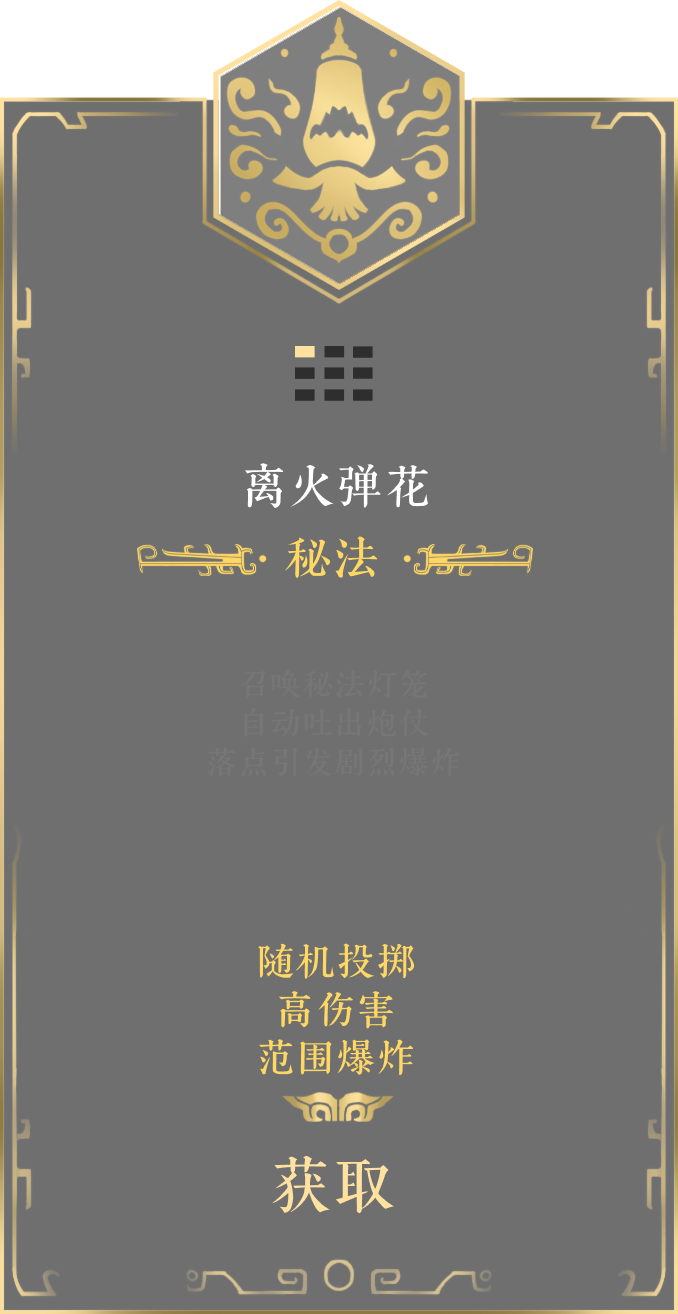 离火弹花
·秘法·
召唤秘法灯笼
自动吐出炮仗
落点引发剧烈爆炸
随机投掷
高伤害
范围爆炸
获取